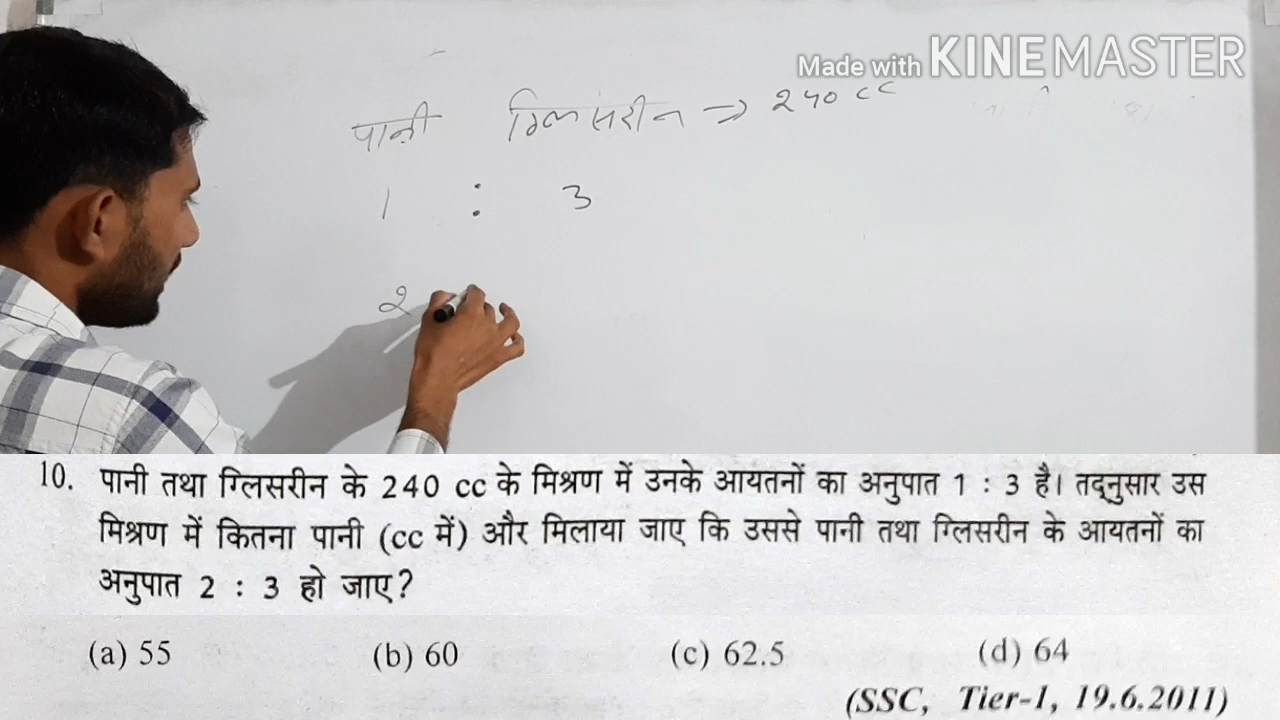 Made with KINEMASTER
पानी ग्लिसरीन → 240 cc
1 : 3
2
10. पानी तथा ग्लिसरीन के 240 cc के मिश्रण में उनके आयतनों का अनुपात 1 : 3 है। तद्नुसार उस
मिश्रण में कितना पानी (cc में) और मिलाया जाए कि उससे पानी तथा ग्लिसरीन के आयतनों का
अनुपात 2 : 3 हो जाए?
(a) 55 (b) 60 (c) 62.5 (d) 64
(SSC, Tier-1, 19.6.2011)